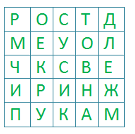 Р О С Т Д
М Е У О Л
Ч К С В Е
И Р И Н Ж
П У К А М